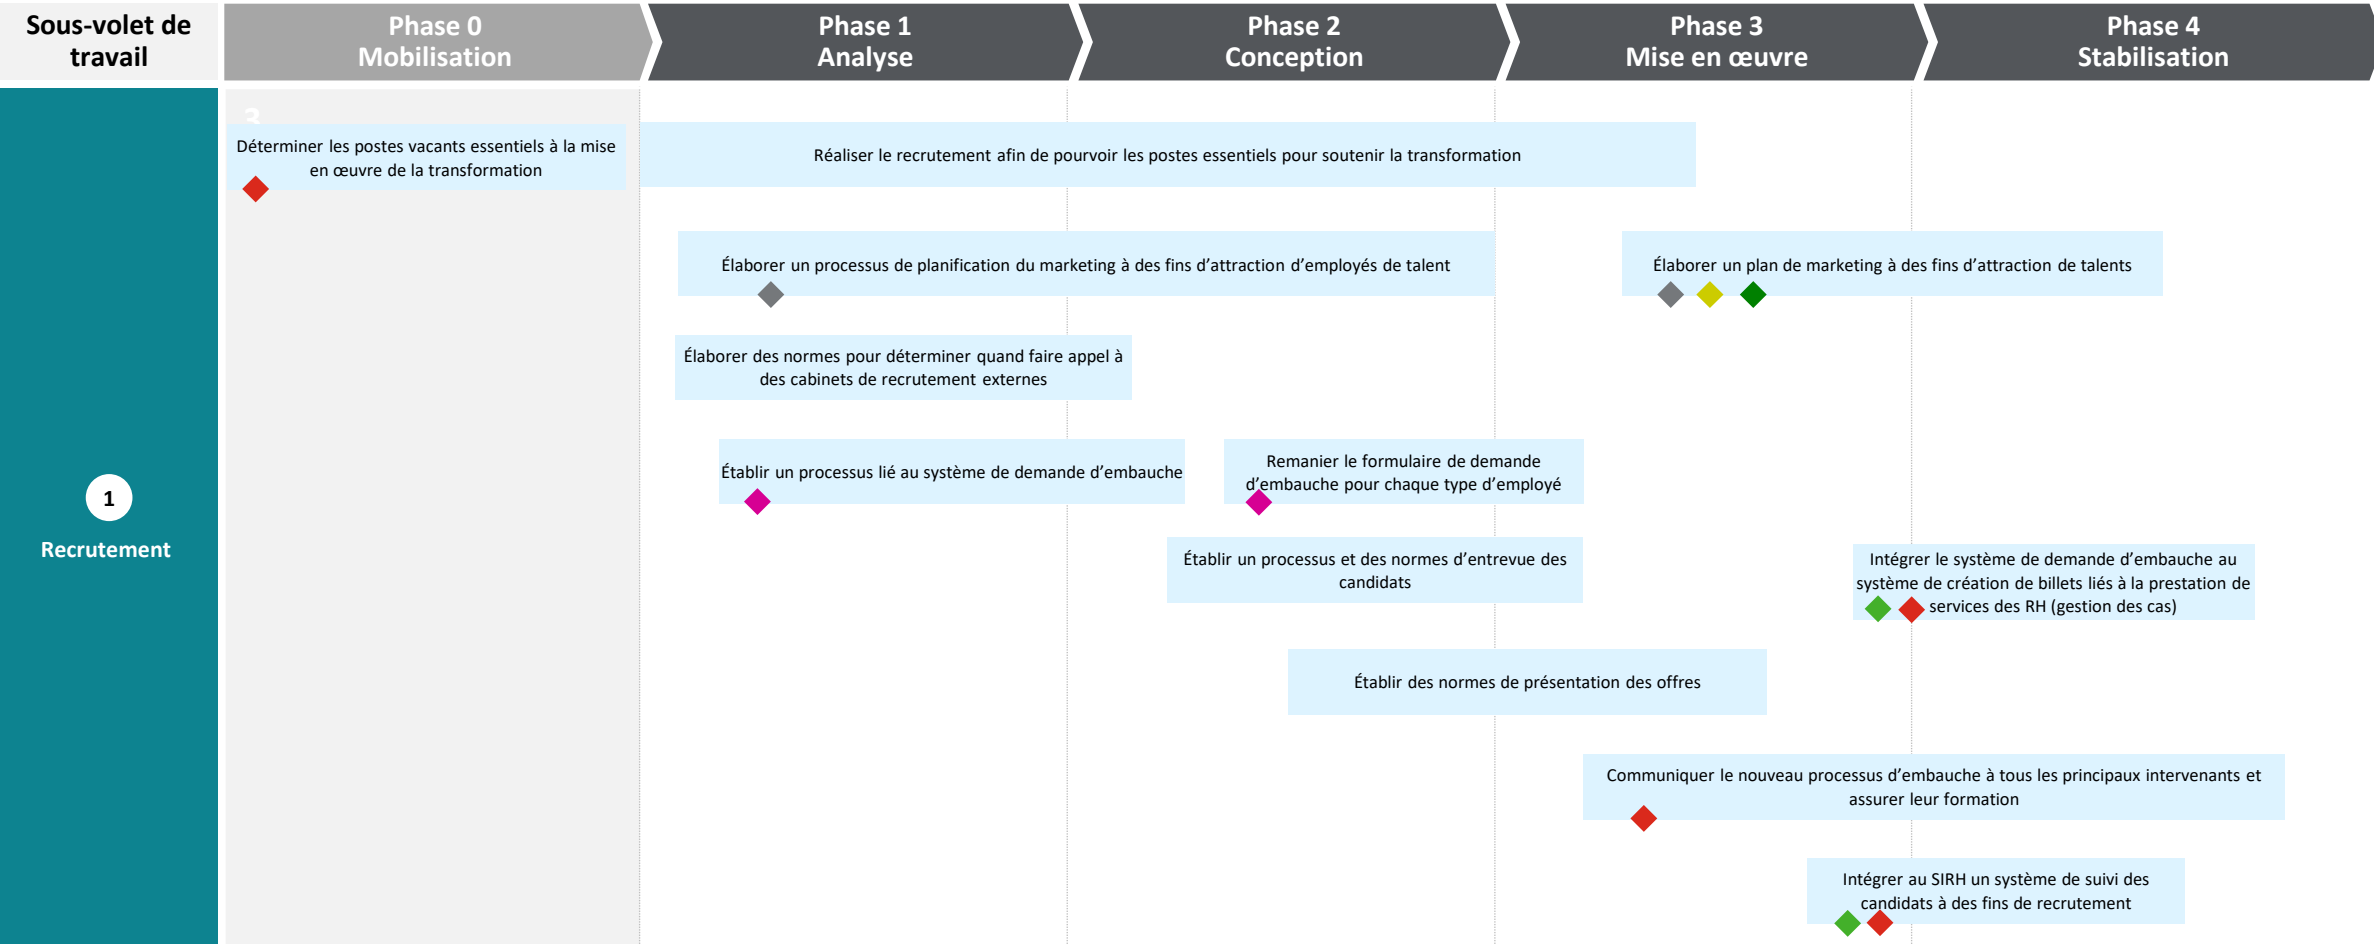 Sous-volet de
travail
Phase 0
Mobilisation
Phase 1
Analyse
Phase 2
Conception
Phase 3
Mise en œuvre
Phase 4
Stabilisation
3
Déterminer les postes vacants essentiels à la mise
en œuvre de la transformation
Réaliser le recrutement afin de pourvoir les postes essentiels pour soutenir la transformation
Élaborer un processus de planification du marketing à des fins d’attraction d’employés de talent
Élaborer un plan de marketing à des fins d’attraction de talents
Élaborer des normes pour déterminer quand faire appel à
des cabinets de recrutement externes
Établir un processus lié au système de demande d’embauche
Remanier le formulaire de demande
d’embauche pour chaque type d’employé
1
Recrutement
Établir un processus et des normes d’entrevue des
candidats
Intégrer le système de demande d’embauche au
système de création de billets liés à la prestation de
services des RH (gestion des cas)
Établir des normes de présentation des offres
Communiquer le nouveau processus d’embauche à tous les principaux intervenants et
assurer leur formation
Intégrer au SIRH un système de suivi des
candidats à des fins de recrutement